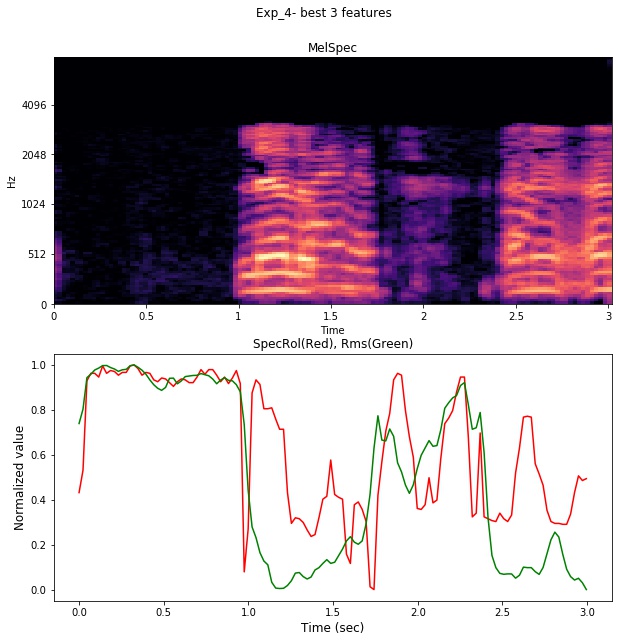 Exp_4- best 3 features
MelSpec
4096
2048
1024
512
0
Hz
0 0.5 1 1.5 2 2.5 3
Time
SpecRol(Red), Rms(Green)
1.0
0.8
0.6
0.4
0.2
0.0
Normalized value
0.0 0.5 1.0 1.5 2.0 2.5 3.0
Time (sec)